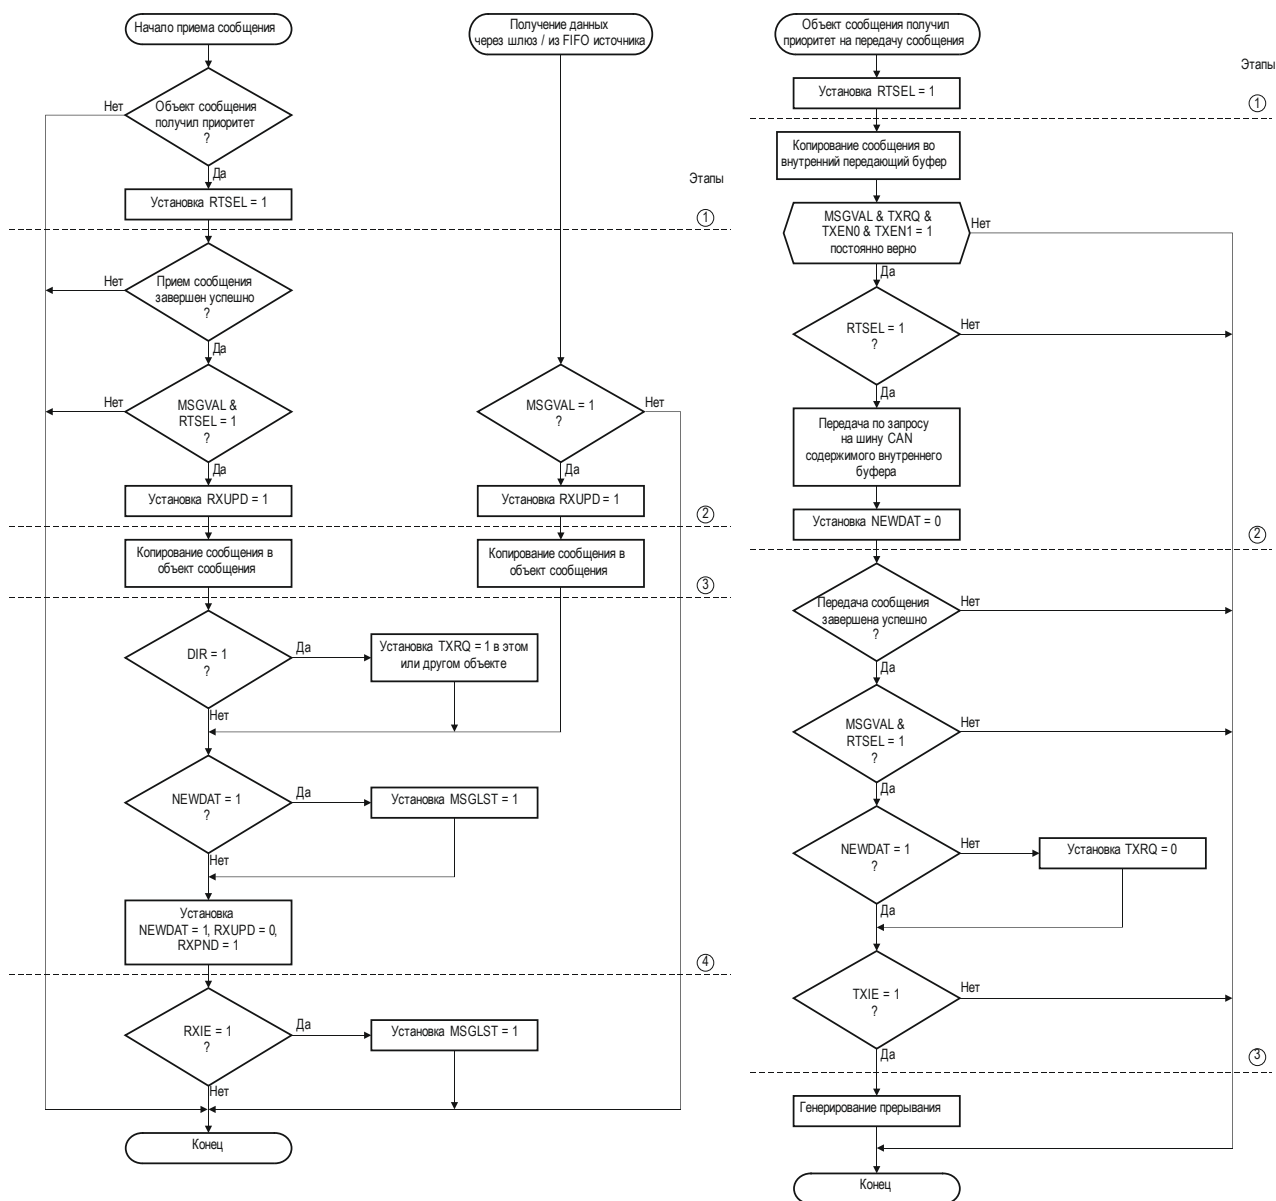 Начало приема сообщения
Нет
Объект сообщения
получил приоритет
?
Да
Установка RTSEL = 1
Получение данных
через шлюз / из FIFO источника
Этапы
1
Нет
Прием сообщения
завершен успешно
?
Да
Нет
MSGVAL &
RTSEL = 1
?
Да
Установка RXUPD = 1
MSGVAL = 1
?
Нет
Да
Установка RXUPD = 1
2
Копирование сообщения в
объект сообщения
Копирование сообщения в
объект сообщения
3
DIR = 1
?
Да
Установка TXRQ = 1 в этом
или другом объекте
Нет
NEWDAT = 1
?
Да
Установка MSGLST = 1
Нет
Установка
NEWDAT = 1, RXUPD = 0,
RXPND = 1
4
RXIE = 1
?
Да
Установка MSGLST = 1
Нет
Конец
Объект сообщения получил
приоритет на передачу сообщения
Этапы
Установка RTSEL = 1
1
Копирование сообщения во
внутренний передающий буфер
MSGVAL & TXRQ &
TXEN0 & TXEN1 = 1
постоянно верно
Нет
Да
RTSEL = 1
?
Нет
Да
Передача по запросу
на шину CAN
содержимого внутреннего
буфера
Установка NEWDAT = 0
2
Передача сообщения
завершена успешно
?
Нет
Да
MSGVAL &
RTSEL = 1
?
Нет
Да
NEWDAT = 1
?
Нет
Установка TXRQ = 0
Да
TXIE = 1
?
Нет
Да
3
Генерирование прерывания
Конец